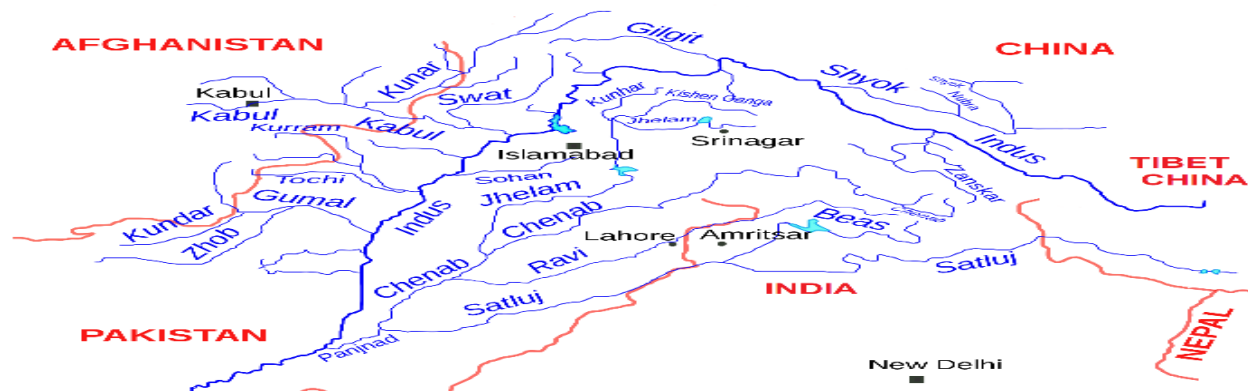 AFGHANISTAN
CHINA
Gilgit
Kunar
Swat
Kunhar
Kishen Ganga
Shyok
Shyok
Nubra
Kabul
Kabul
Kabul
Kurram
Jhelam
Srinagar
Islamabad
Indus
TIBET
CHINA
Tochi
Sohan
Jhelam
Zanskar
Gumal
Indus
Chenab
Kundar
Zhob
Lahore
Amritsar
Beas
Ravi
Chenab
Satluj
Satluj
INDIA
PAKISTAN
Panjnad
NEPAL
New Delhi